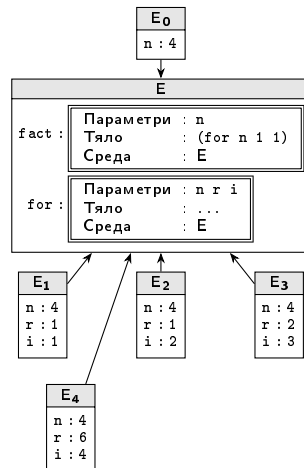 E0
n : 4
E
fact :
Параметри : n
Тяло : (for n 1 1)
Среда : E
for :
Параметри : n r i
Тяло : ...
Среда : E
E1
n : 4
r : 1
i : 1
E2
n : 4
r : 1
i : 2
E3
n : 4
r : 2
i : 3
E4
n : 4
r : 6
i : 4